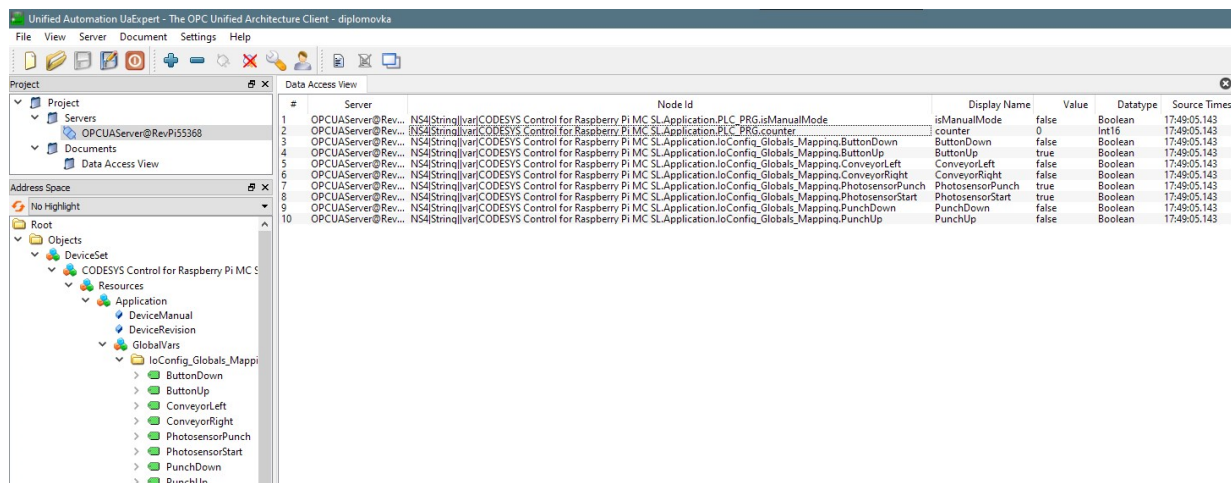 Unified Automation UaExpert - The OPC Unified Architecture Client - diplomovka
File View Server Document Settings Help
Project
Project
Servers
OPCUAServer@RevPi55368
Documents
Data Access View
Address Space
No Highlight
Root
Objects
DeviceSet
CODESYS Control for Raspberry Pi MC S
Resources
Application
DeviceManual
DeviceRevision
GlobalVars
IoConfig_Globals_Mappi
ButtonDown
ButtonUp
ConveyorLeft
ConveyorRight
PhotosensorPunch
PhotosensorStart
PunchDown
PunchUp
Data Access View
# Server Node Id Display Name Value Datatype Source Times
1 OPCUAServer@Rev... NS4|String||var|CODESYS Control for Raspberry Pi MC SL.Application.PLC_PRG.isManualMode isManualMode false Boolean 17:49:05.143
2 OPCUAServer@Rev... NS4|String||var|CODESYS Control for Raspberry Pi MC SL.Application.PLC_PRG.counter counter 0 Int16 17:49:05.143
3 OPCUAServer@Rev... NS4|String||var|CODESYS Control for Raspberry Pi MC SL.Application.IoConfig_Globals_Mapping.ButtonDown ButtonDown false Boolean 17:49:05.143
4 OPCUAServer@Rev... NS4|String||var|CODESYS Control for Raspberry Pi MC SL.Application.IoConfig_Globals_Mapping.ButtonUp ButtonUp true Boolean 17:49:05.143
5 OPCUAServer@Rev... NS4|String||var|CODESYS Control for Raspberry Pi MC SL.Application.IoConfig_Globals_Mapping.ConveyorLeft ConveyorLeft false Boolean 17:49:05.143
6 OPCUAServer@Rev... NS4|String||var|CODESYS Control for Raspberry Pi MC SL.Application.IoConfig_Globals_Mapping.ConveyorRight ConveyorRight false Boolean 17:49:05.143
7 OPCUAServer@Rev... NS4|String||var|CODESYS Control for Raspberry Pi MC SL.Application.IoConfig_Globals_Mapping.PhotosensorPunch PhotosensorPunch true Boolean 17:49:05.143
8 OPCUAServer@Rev... NS4|String||var|CODESYS Control for Raspberry Pi MC SL.Application.IoConfig_Globals_Mapping.PhotosensorStart PhotosensorStart true Boolean 17:49:05.143
9 OPCUAServer@Rev... NS4|String||var|CODESYS Control for Raspberry Pi MC SL.Application.IoConfig_Globals_Mapping.PunchDown PunchDown false Boolean 17:49:05.143
10 OPCUAServer@Rev... NS4|String||var|CODESYS Control for Raspberry Pi MC SL.Application.IoConfig_Globals_Mapping.PunchUp PunchUp false Boolean 17:49:05.143